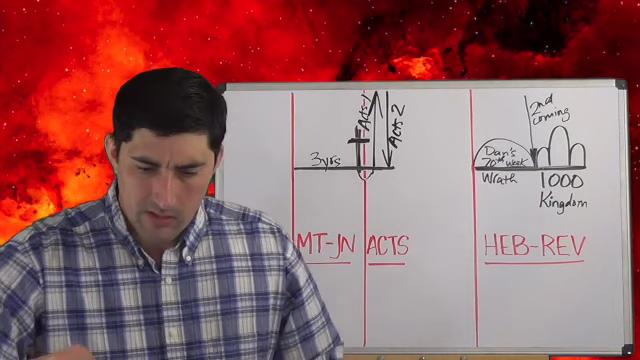 3yrs
Acts 1
Acts 2
2nd
coming
Dan's
70th week
Wrath
1000
Kingdom
MT-JN
ACTS
HEB-REV